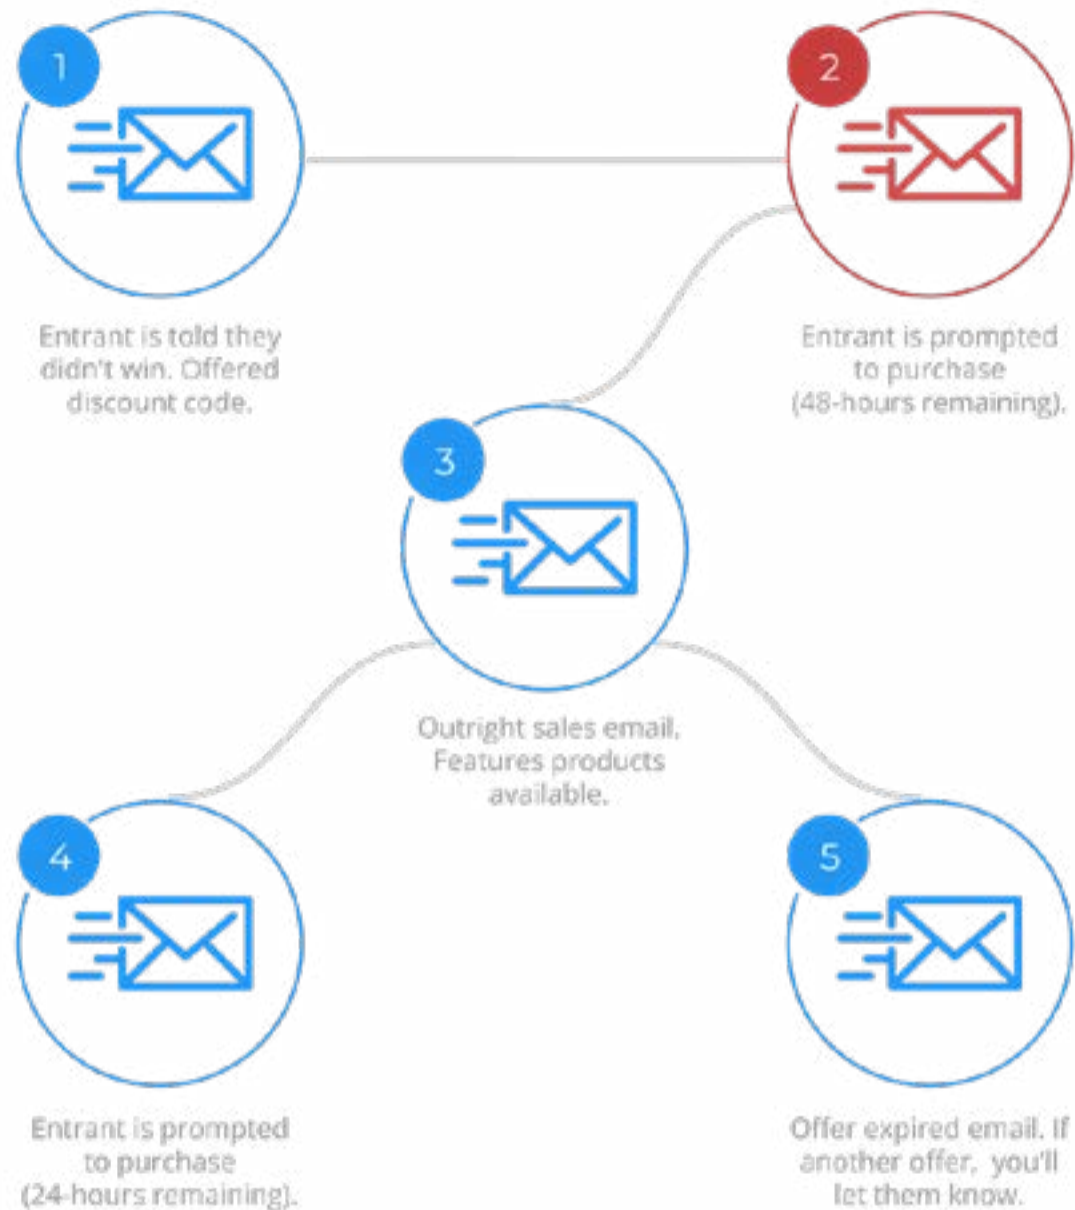 1
Entrant is told they
didn't win. Offered
discount code.
2
Entrant is prompted
to purchase
(48-hours remaining).
3
Outright sales email.
Features products
available.
4
Entrant is prompted
to purchase
(24-hours remaining).
5
Offer expired email. If
another offer, you'll
let them know.